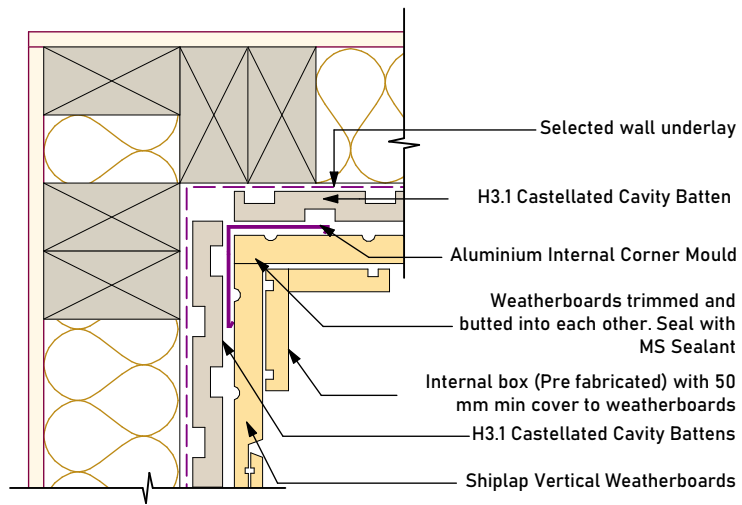 Selected wall underlay
H3.1 Castellated Cavity Batten
Aluminium Internal Corner Mould
Weatherboards trimmed and
butted into each other. Seal with
MS Sealant
Internal box (Pre fabricated) with 50
mm min cover to weatherboards
H3.1 Castellated Cavity Battens
Shiplap Vertical Weatherboards